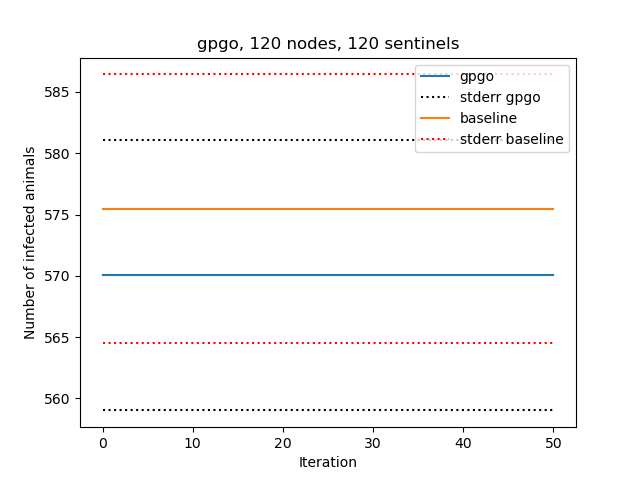 gpgo, 120 nodes, 120 sentinels
gpgo
stderr gpgo
baseline
stderr baseline
Number of infected animals
585
580
575
570
565
560
0 10 20 30 40 50
Iteration